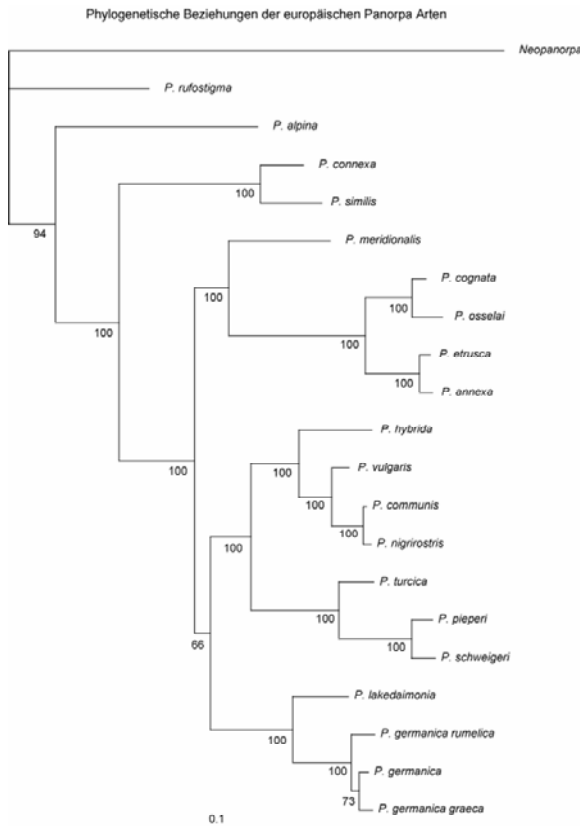 Phylogenetische Beziehungen der europäischen Panorpa Arten
Neopanorpa
P. rufostigma
P. alpina
P. connexa
100
P. similis
94
P. meridionalis
100
P. cognata
100
P. osselai
100
100
P. etrusca
100
P. annexa
P. hybrida
100
100
P. vulgaris
100
P. communis
100
P. nigrirostris
100
P. turcica
100
P. pieperi
66
100
P. schweigeri
P. lakedaimonia
100
P. germanica rumelica
100
P. germanica
73
P. germanica graeca
0.1